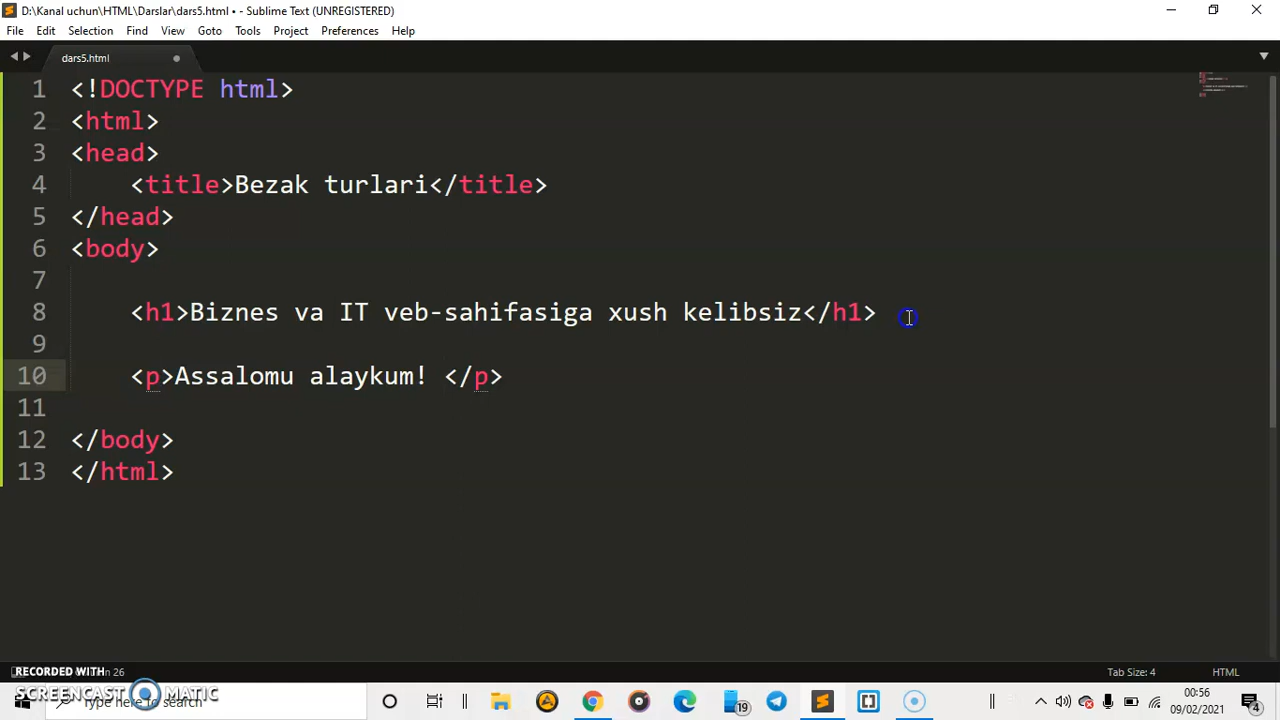 D:\Kanal uchun\HTML\Darslar\dars5.html • - Sublime Text (UNREGISTERED)
File Edit Selection Find View Goto Tools Project Preferences Help
dars5.html
1 <!DOCTYPE html>
2 <html>
3 <head>
4 <title>Bezak turlari</title>
5 </head>
6 <body>
7
8 <h1>Biznes va IT veb-sahifasiga xush kelibsiz</h1>
9
10 <p>Assalomu alaykum! </p>
11
12 </body>
13 </html>
RECORDED WITH 26 Tab Size: 4 HTML
SCREENCAST MATIC
here to search 19 00:56
09/02/2021 4